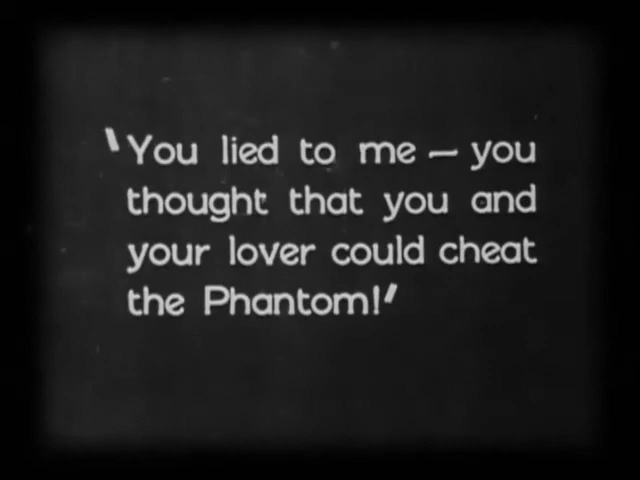 "You lied to me — you
thought that you and
your lover could cheat
the Phantom!"